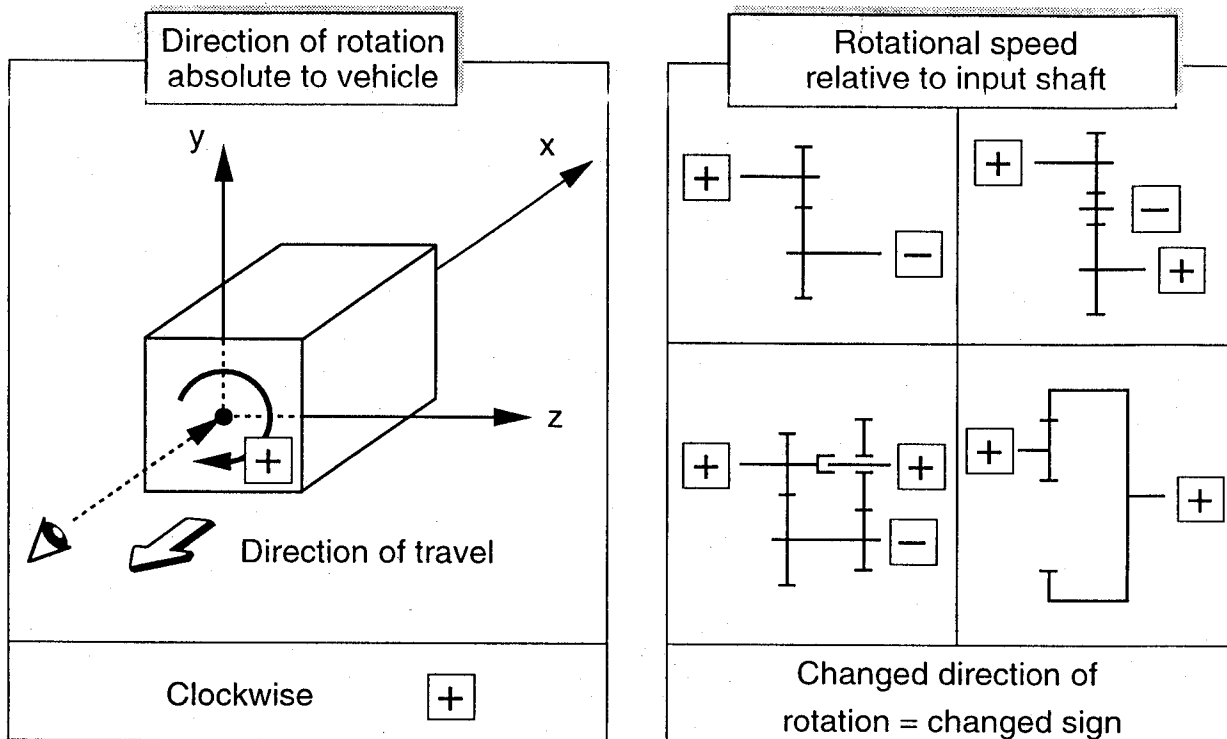 Direction of rotation
absolute to vehicle
y
x
z
+
Direction of travel
Clockwise
+
Rotational speed
relative to input shaft
+
−
+
−
+
+
+
−
+
+
Changed direction of
rotation = changed sign